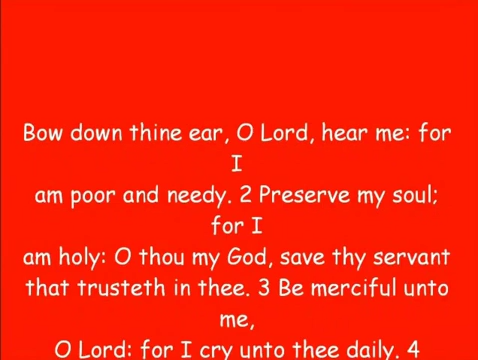 Bow down thine ear, O Lord, hear me: for
I
am poor and needy. 2 Preserve my soul;
for I
am holy: O thou my God, save thy servant
that trusteth in thee. 3 Be merciful unto
me,
O Lord: for I cry unto thee daily. 4